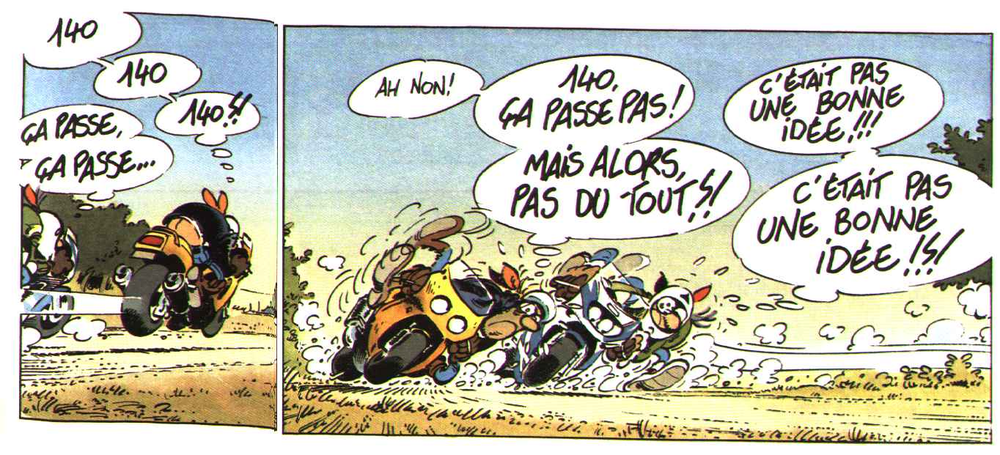 140
140
140!!
ÇA PASSE,
ÇA PASSE...
AH NON!
140,
ÇA PASSE PAS!
MAIS ALORS,
PAS DU TOUT!!
C'ÉTAIT PAS
UNE BONNE
IDÉE!!!
C'ÉTAIT PAS
UNE BONNE
IDÉE!!!